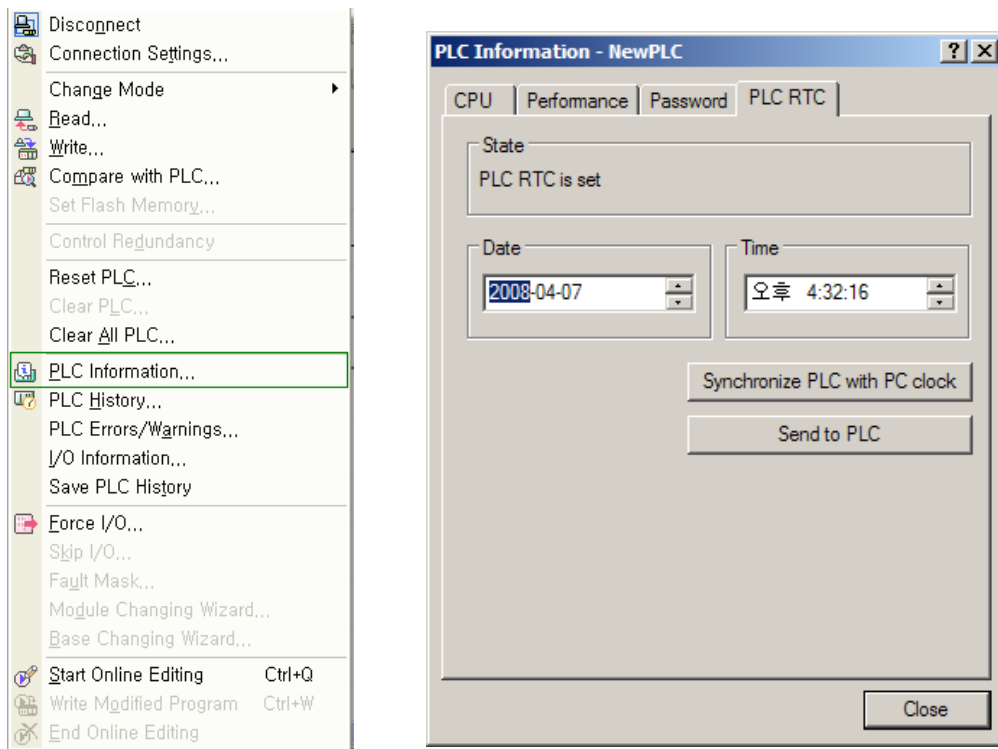 Disconnect
Connection Settings...
Change Mode
Read...
Write...
Compare with PLC...
Set Flash Memory...
Control Redundancy
Reset PLC...
Clear PLC...
Clear All PLC...
PLC Information...
PLC History...
PLC Errors/Warnings...
I/O Information...
Save PLC History
Force I/O...
Skip I/O...
Fault Mask...
Module Changing Wizard...
Base Changing Wizard...
Start Online Editing Ctrl+Q
Write Modified Program Ctrl+W
End Online Editing
PLC Information - NewPLC
CPU Performance Password PLC RTC
State
PLC RTC is set
Date Time
2008-04-07 오후 4:32:16
Synchronize PLC with PC clock
Send to PLC
Close